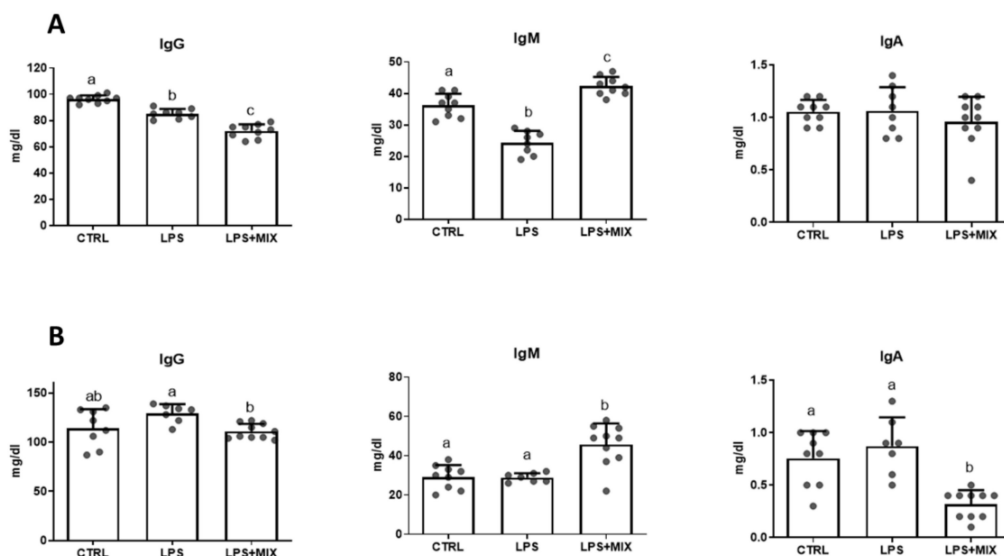 A
IgG
mg/dl
120
100
80
60
40
20
0
a
b
c
CTRL
LPS
LPS+MIX
IgM
mg/dl
50
40
30
20
10
0
a
b
c
CTRL
LPS
LPS+MIX
IgA
mg/dl
1.5
1.0
0.5
0.0
CTRL
LPS
LPS+MIX
B
IgG
mg/dl
150
100
50
0
ab
a
b
CTRL
LPS
LPS+MIX
IgM
mg/dl
80
60
40
20
0
a
a
b
CTRL
LPS
LPS+MIX
IgA
mg/dl
1.5
1.0
0.5
0.0
a
a
b
CTRL
LPS
LPS+MIX